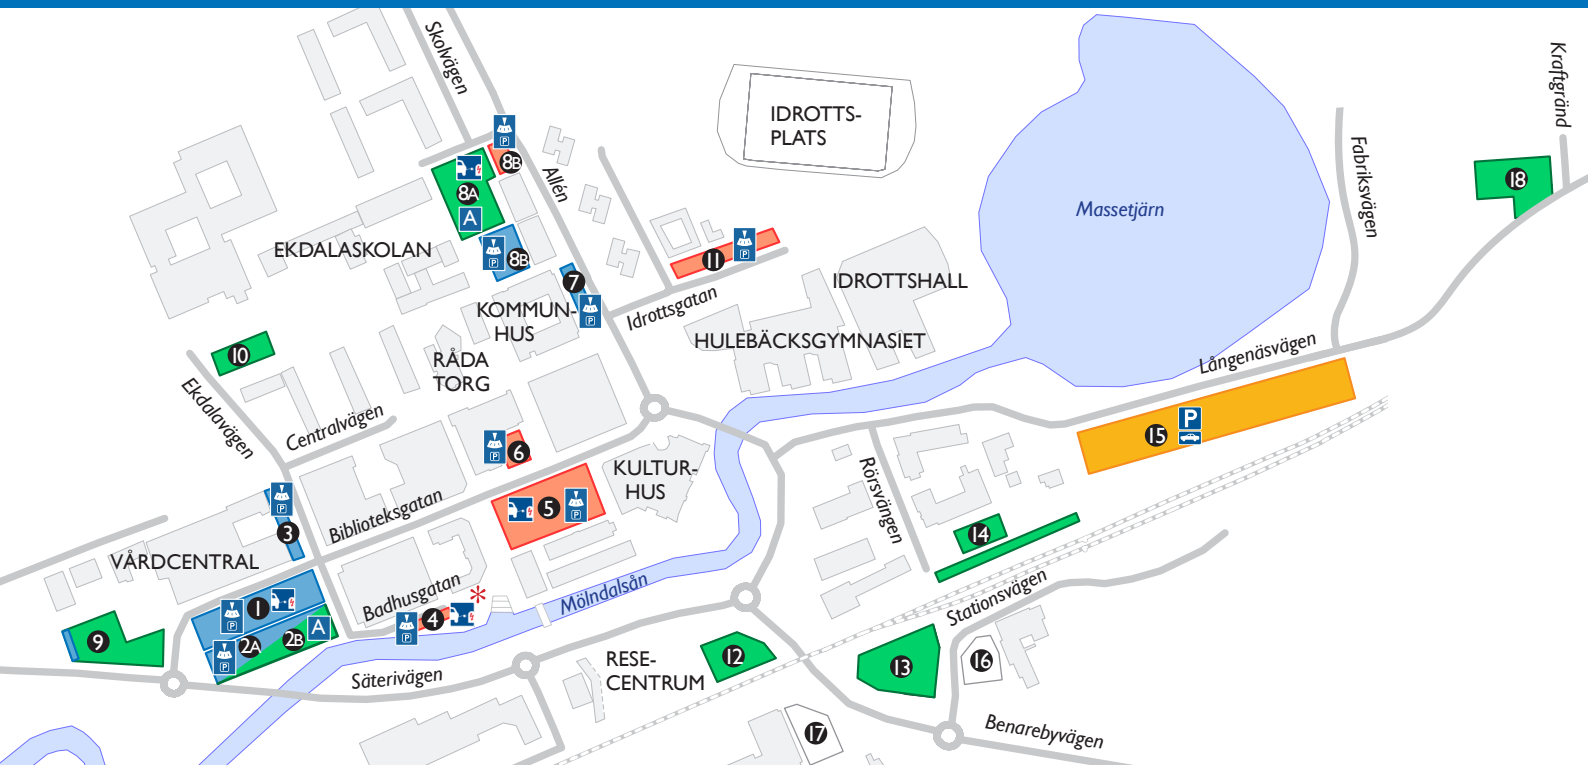 Skolvägen
Kraftgränd
IDROTTS-
PLATS
P
8B
Allén
Fabriksvägen
18
8A
A
Massetjärn
EKDALASKOLAN
P
8B
11
7
IDROTTSHALL
KOMMUN-
HUS
P
Idrottsgatan
HULEBÄCKSGYMNASIET
10
RÅDA
TORG
Långenäsvägen
Ekdalavägen
Centralvägen
P
6
15
P
KULTUR-
HUS
Rörsvängen
5
P
P
3
Biblioteksgatan
14
VÅRDCENTRAL
Badhusgatan
*
Mölndalsån
Stationsvägen
1
P
4
P
2A
2B
A
P
9
12
RESE-
CENTRUM
13
16
Säterivägen
17
Benarebyvägen
P